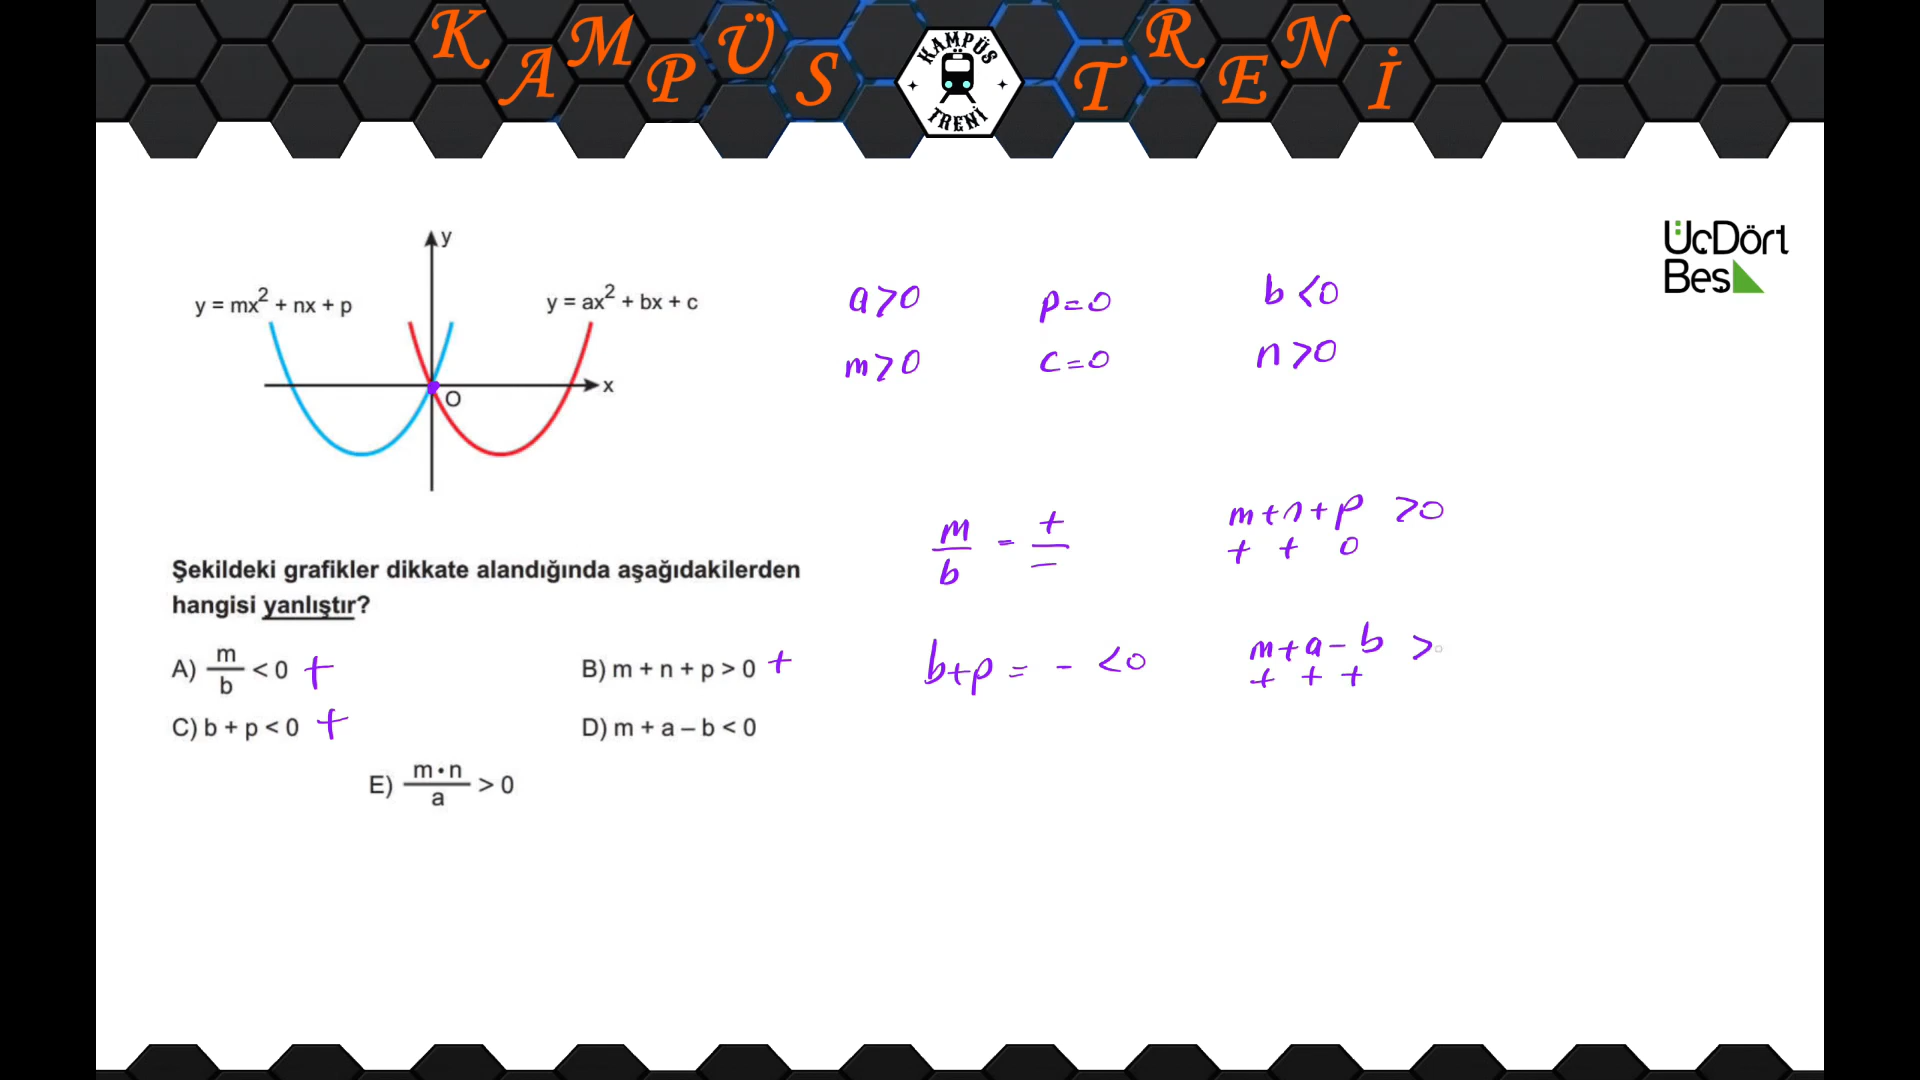 KAMPÜS TRENİ
KAMPÜS
TRENİ
ÜçDört
Beş
y
y = mx² + nx + p
y = ax² + bx + c
x
O
a>0 p=0 b<0
m>0 c=0 n>0
m/b = +/−
m+n+p >0
+ + 0
b+p = - <0
m+a-b >
+ + +
Şekildeki grafikler dikkate alındığında aşağıdakilerden
hangisi yanlıştır?
A) m/b < 0 +
B) m + n + p > 0 +
C) b + p < 0 +
D) m + a – b < 0
E) m·n/a > 0